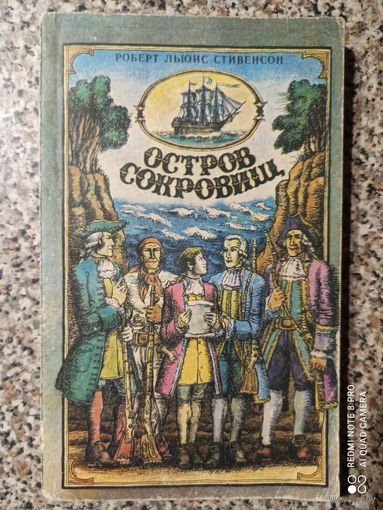 РОБЕРТ ЛЬЮИС СТИВЕНСОН
ОСТРОВ
СОКРОВИЩ
REDMI NOTE 8 PRO
AI QUAD CAMERA